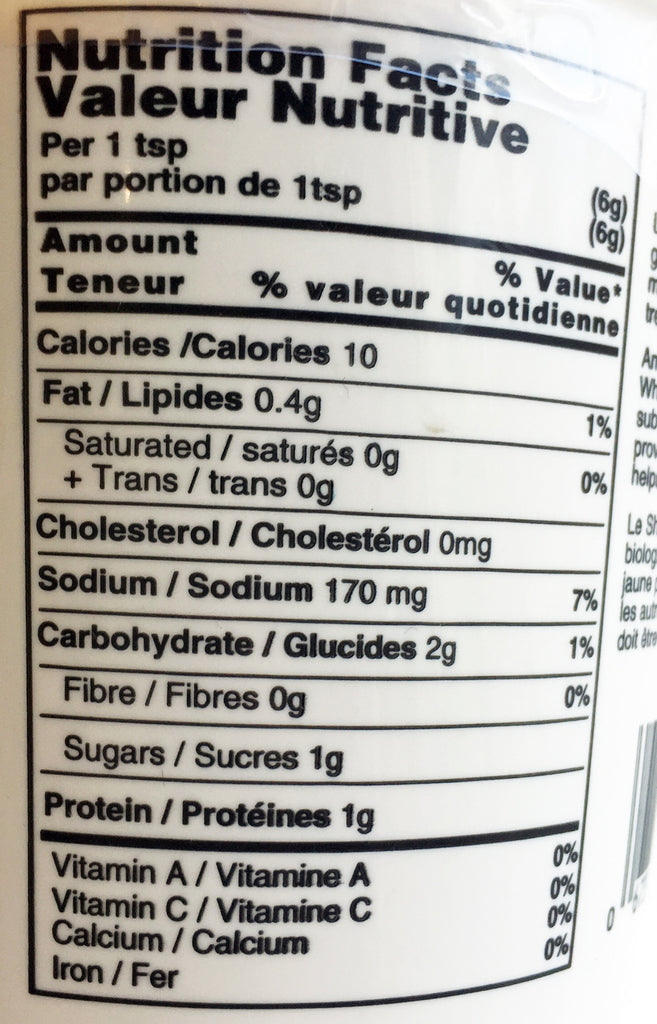 Nutrition Facts
Valeur Nutritive
Per 1 tsp (6g)
par portion de 1tsp (6g)
Amount % Value*
Teneur % valeur quotidienne
Calories /Calories 10
Fat / Lipides 0.4g 1%
Saturated / saturés 0g
+ Trans / trans 0g 0%
Cholesterol / Cholestérol 0mg
Sodium / Sodium 170 mg 7%
Carbohydrate / Glucides 2g 1%
Fibre / Fibres 0g 0%
Sugars / Sucres 1g
Protein / Protéines 1g
Vitamin A / Vitamine A 0%
Vitamin C / Vitamine C 0%
Calcium / Calcium 0%
Iron / Fer 0%
Le
biolog
jaune
les
doit
0